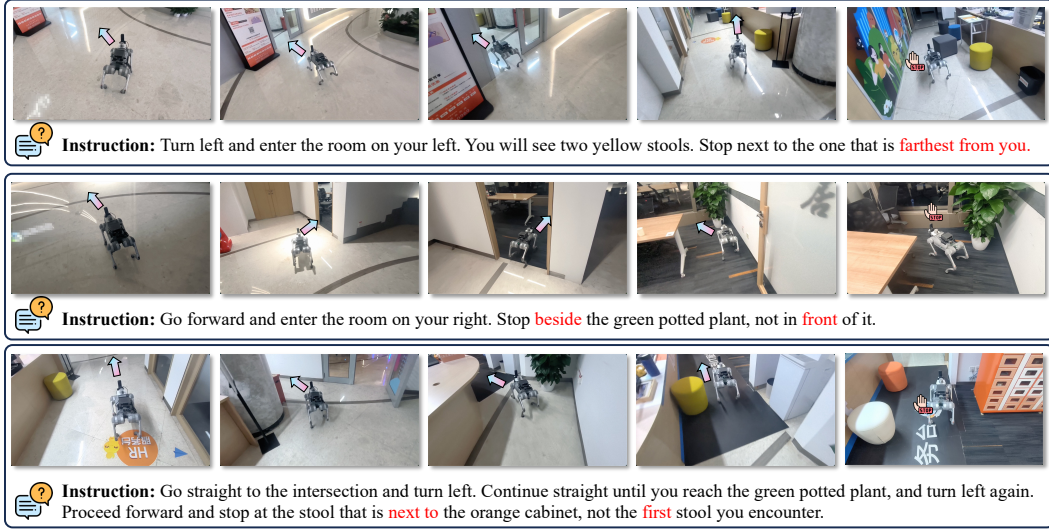 Instruction: Turn left and enter the room on your left. You will see two yellow stools. Stop next to the one that is farthest from you.
Instruction: Go forward and enter the room on your right. Stop beside the green potted plant, not in front of it.
HR
务台
Instruction: Go straight to the intersection and turn left. Continue straight until you reach the green potted plant, and turn left again.
Proceed forward and stop at the stool that is next to the orange cabinet, not the first stool you encounter.